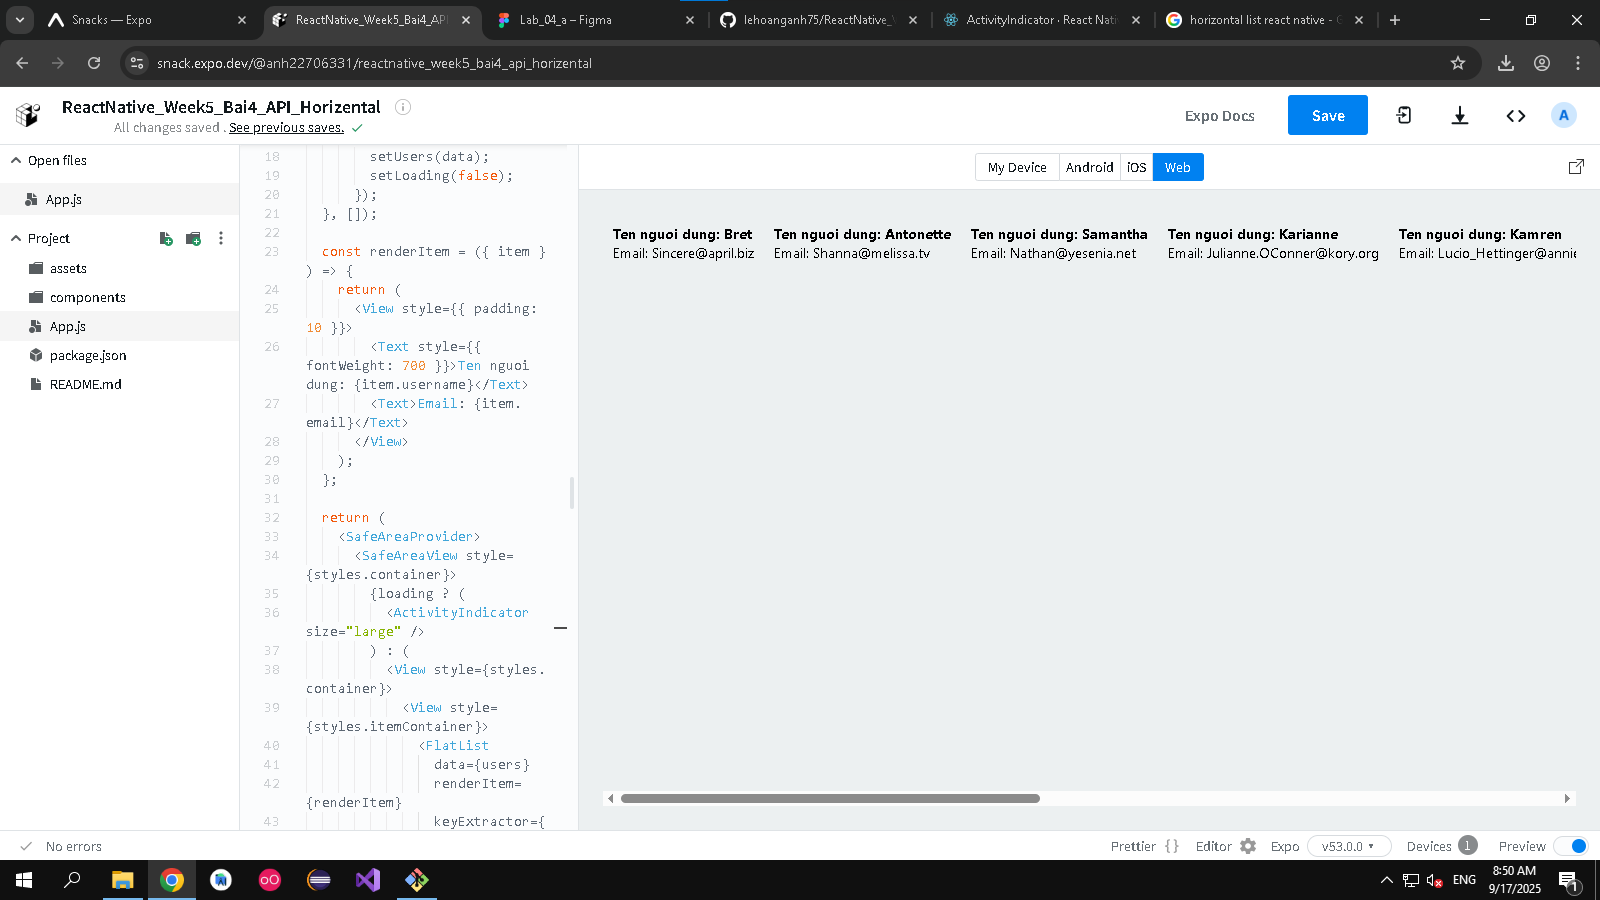 Snacks — Expo
ReactNative_Week5_Bai4_API
Lab_04_a – Figma
lehoanganh75/ReactNative_
ActivityIndicator · React Nati
horizontal list react native - G
snack.expo.dev/@anh22706331/reactnative_week5_bai4_api_horizental
ReactNative_Week5_Bai4_API_Horizental
All changes saved . See previous saves.
Expo Docs
Save
A
Open files
App.js
Project
assets
components
App.js
package.json
README.md
18 setUsers(data);
19 setLoading(false);
20 });
21 }, []);
22
23 const renderItem = ({ item }
) => {
24 return (
25 <View style={{ padding:
10 }}>
26 <Text style={{
fontWeight: 700 }}>Ten nguoi
dung: {item.username}</Text>
27 <Text>Email: {item.
email}</Text>
28 </View>
29 );
30 };
31
32 return (
33 <SafeAreaProvider>
34 <SafeAreaView style=
{styles.container}>
35 {loading ? (
36 <ActivityIndicator
size="large" />
37 ) : (
38 <View style={styles.
container}>
39 <View style=
{styles.itemContainer}>
40 <FlatList
41 data={users}
42 renderItem=
{renderItem}
43 keyExtractor={
My Device
Android
iOS
Web
Ten nguoi dung: Bret
Email: Sincere@april.biz
Ten nguoi dung: Antonette
Email: Shanna@melissa.tv
Ten nguoi dung: Samantha
Email: Nathan@yesenia.net
Ten nguoi dung: Karianne
Email: Julianne.OConner@kory.org
Ten nguoi dung: Kamren
Email: Lucio_Hettinger@annie
No errors
Prettier {}
Editor
Expo
v53.0.0
Devices 1
Preview
ENG
8:50 AM
9/17/2025
1